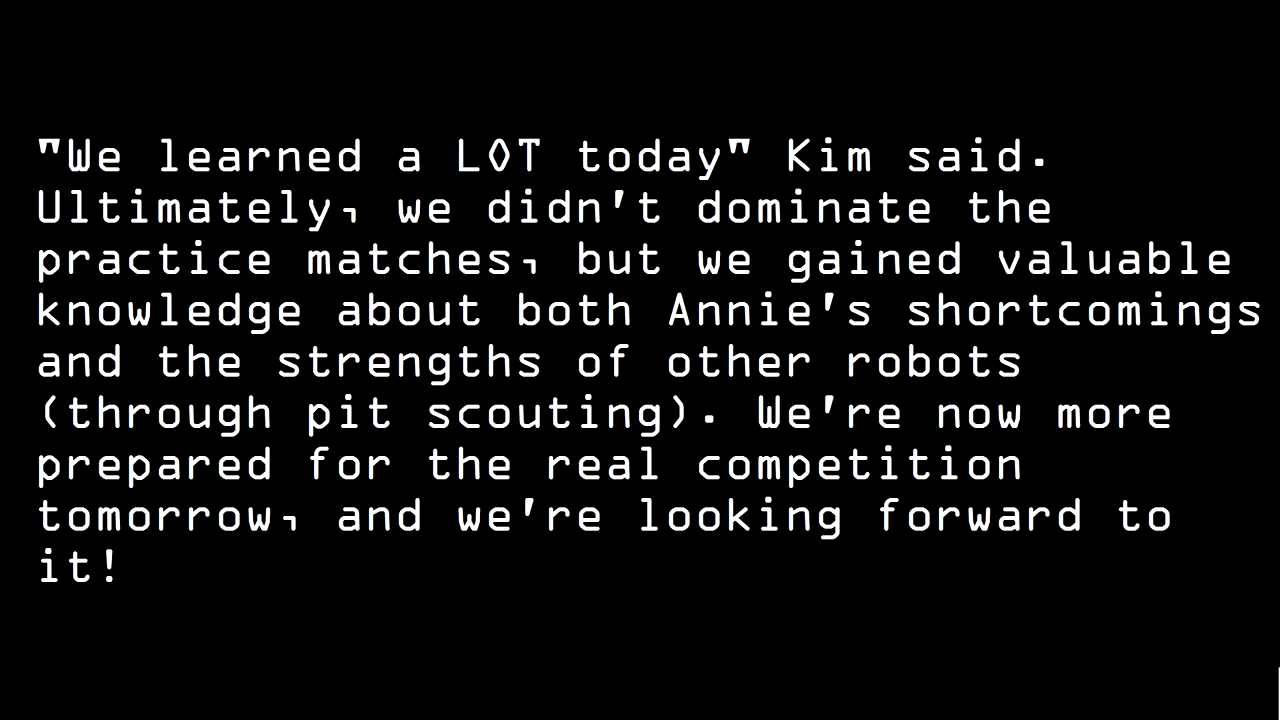 "We learned a LOT today" Kim said.
Ultimately, we didn't dominate the
practice matches, but we gained valuable
knowledge about both Annie's shortcomings
and the strengths of other robots
(through pit scouting). We're now more
prepared for the real competition
tomorrow, and we're looking forward to
it!